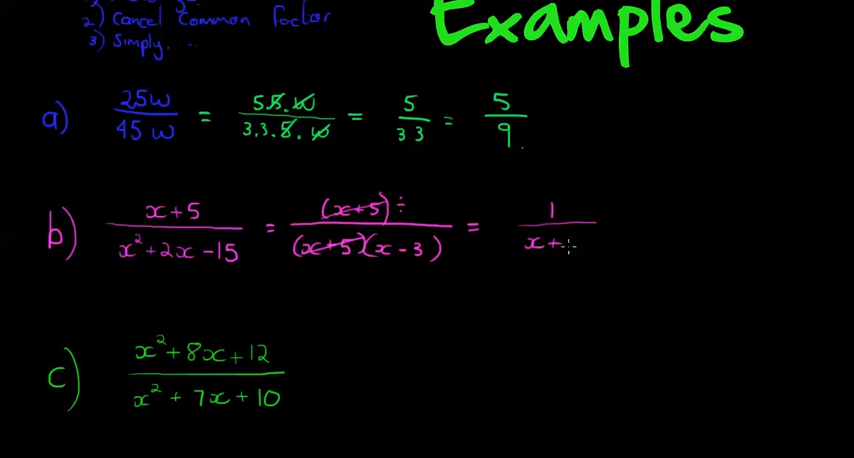 2) Cancel Common Factor
3) Simply. ..
Examples
a) 25w/45w = 5.5.w/3.3.5.w = 5/3 3 = 5/9.
b) x+5/x²+2x-15 = (x+5)÷/(x+5)(x-3) = 1/x+
c) x²+8x+12/x²+7x+10